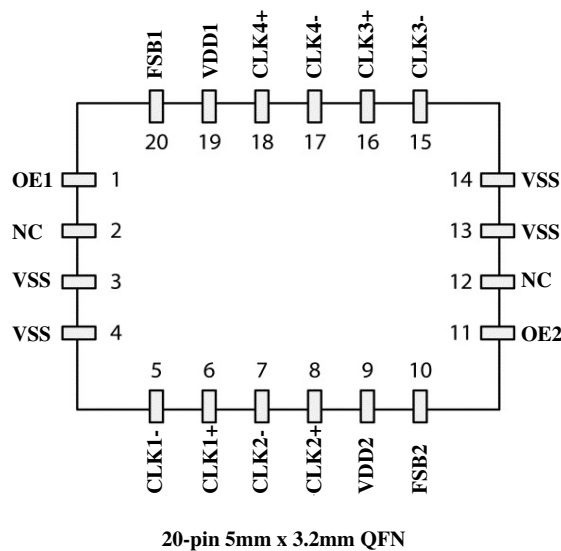 FSB1 VDD1 CLK4+ CLK4- CLK3+ CLK3-
20 19 18 17 16 15
OE1 1 14 VSS
NC 2 13 VSS
VSS 3 12 NC
VSS 4 11 OE2
5 6 7 8 9 10
CLK1- CLK1+ CLK2- CLK2+ VDD2 FSB2
20-pin 5mm x 3.2mm QFN